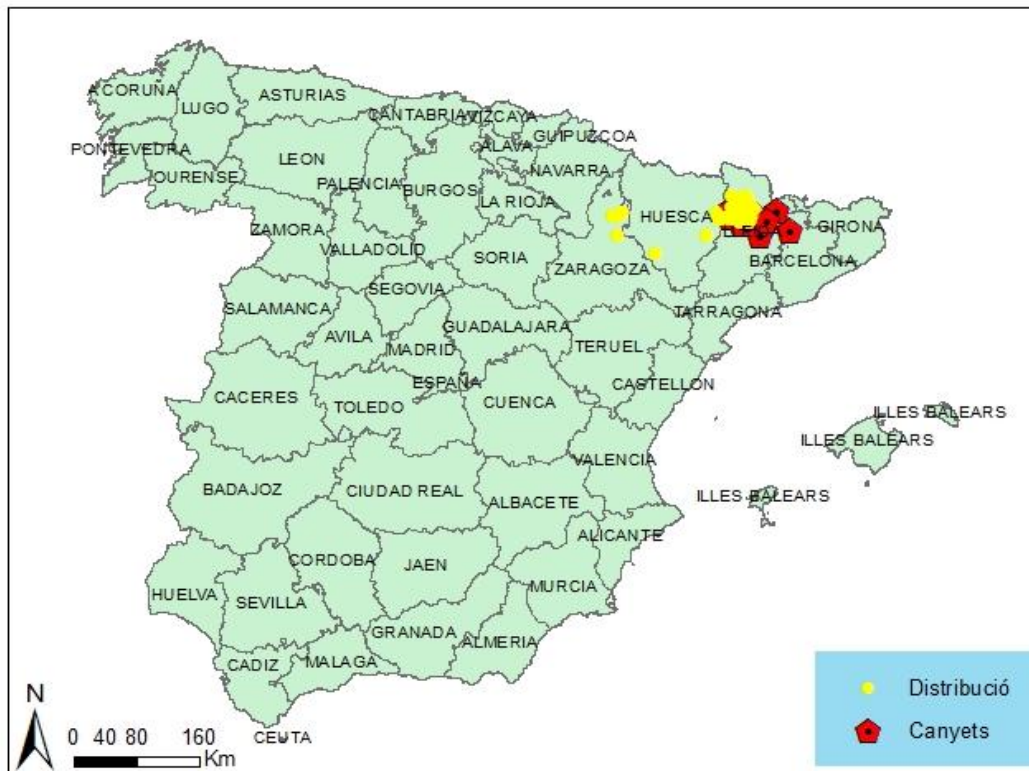 A CORUÑA
LUGO
ASTURIAS
CANTABRIA
VIZCAYA
GUIPUZCOA
ALAVA
NAVARRA
PONTEVEDRA
OURENSE
LEON
PALENCIA
BURGOS
LA RIOJA
HUESCA
GIRONA
ZAMORA
VALLADOLID
SORIA
ZARAGOZA
BARCELONA
SEGOVIA
SALAMANCA
AVILA
GUADALAJARA
TARRAGONA
MADRID
TERUEL
ESPAÑA
CASTELLON
CACERES
TOLEDO
CUENCA
ILLES BALEARS
ILLES BALEARS
VALENCIA
BADAJOZ
CIUDAD REAL
ALBACETE
ILLES BALEARS
ALICANTE
CORDOBA
JAEN
MURCIA
HUELVA
SEVILLA
GRANADA
ALMERIA
CADIZ
MALAGA
CEUTA
N
0 40 80 160
Km
Distribució
Canyets